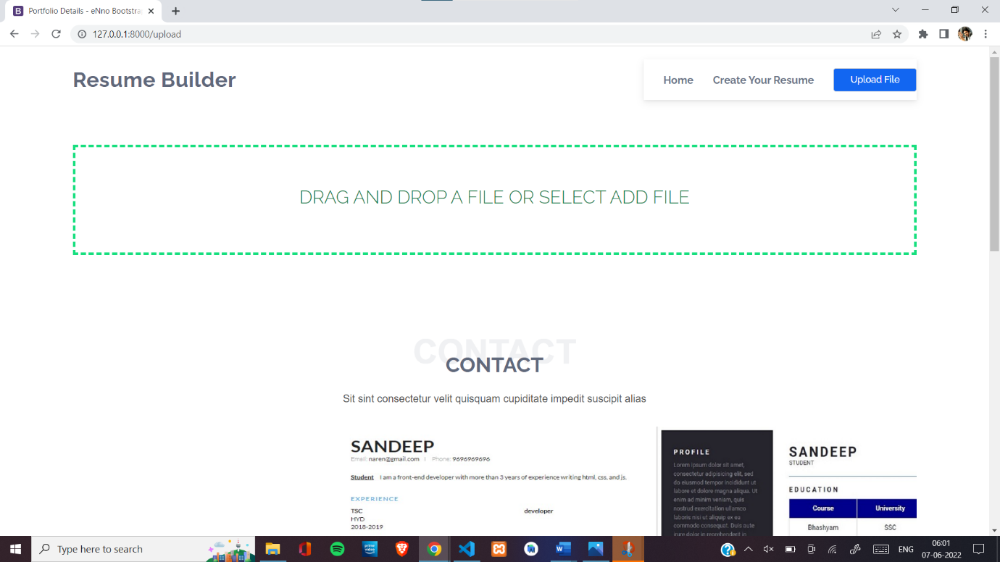 Portfolio Details - eNno Bootstra
127.0.0.1:8000/upload
Resume Builder
Home
Create Your Resume
Upload File
DRAG AND DROP A FILE OR SELECT ADD FILE
CONTACT
CONTACT
Sit sint consectetur velit quisquam cupiditate impedit suscipit alias
SANDEEP
Email: naren@gmail.com | Phone: 9696969696
Student I am a front-end developer with more than 3 years of experience writing html, css, and js.
EXPERIENCE
TSC developer
HYD
2018-2019
PROFILE
Lorem ipsum dolor sit amet,
consectetur adipisicing elit, sed
do eiusmod tempor incididunt ut
labore et dolore magna aliqua. Ut
enim ad minim veniam, quis
nostrud exercitation ullamco
laboris nisi ut aliquip ex ea
commodo consequat. Duis aute
irure dolor in reprehenderit in
SANDEEP
STUDENT
EDUCATION
Course University
Bhashyam SSC
Type here to search
prime video
ENG
06:01
07-06-2022